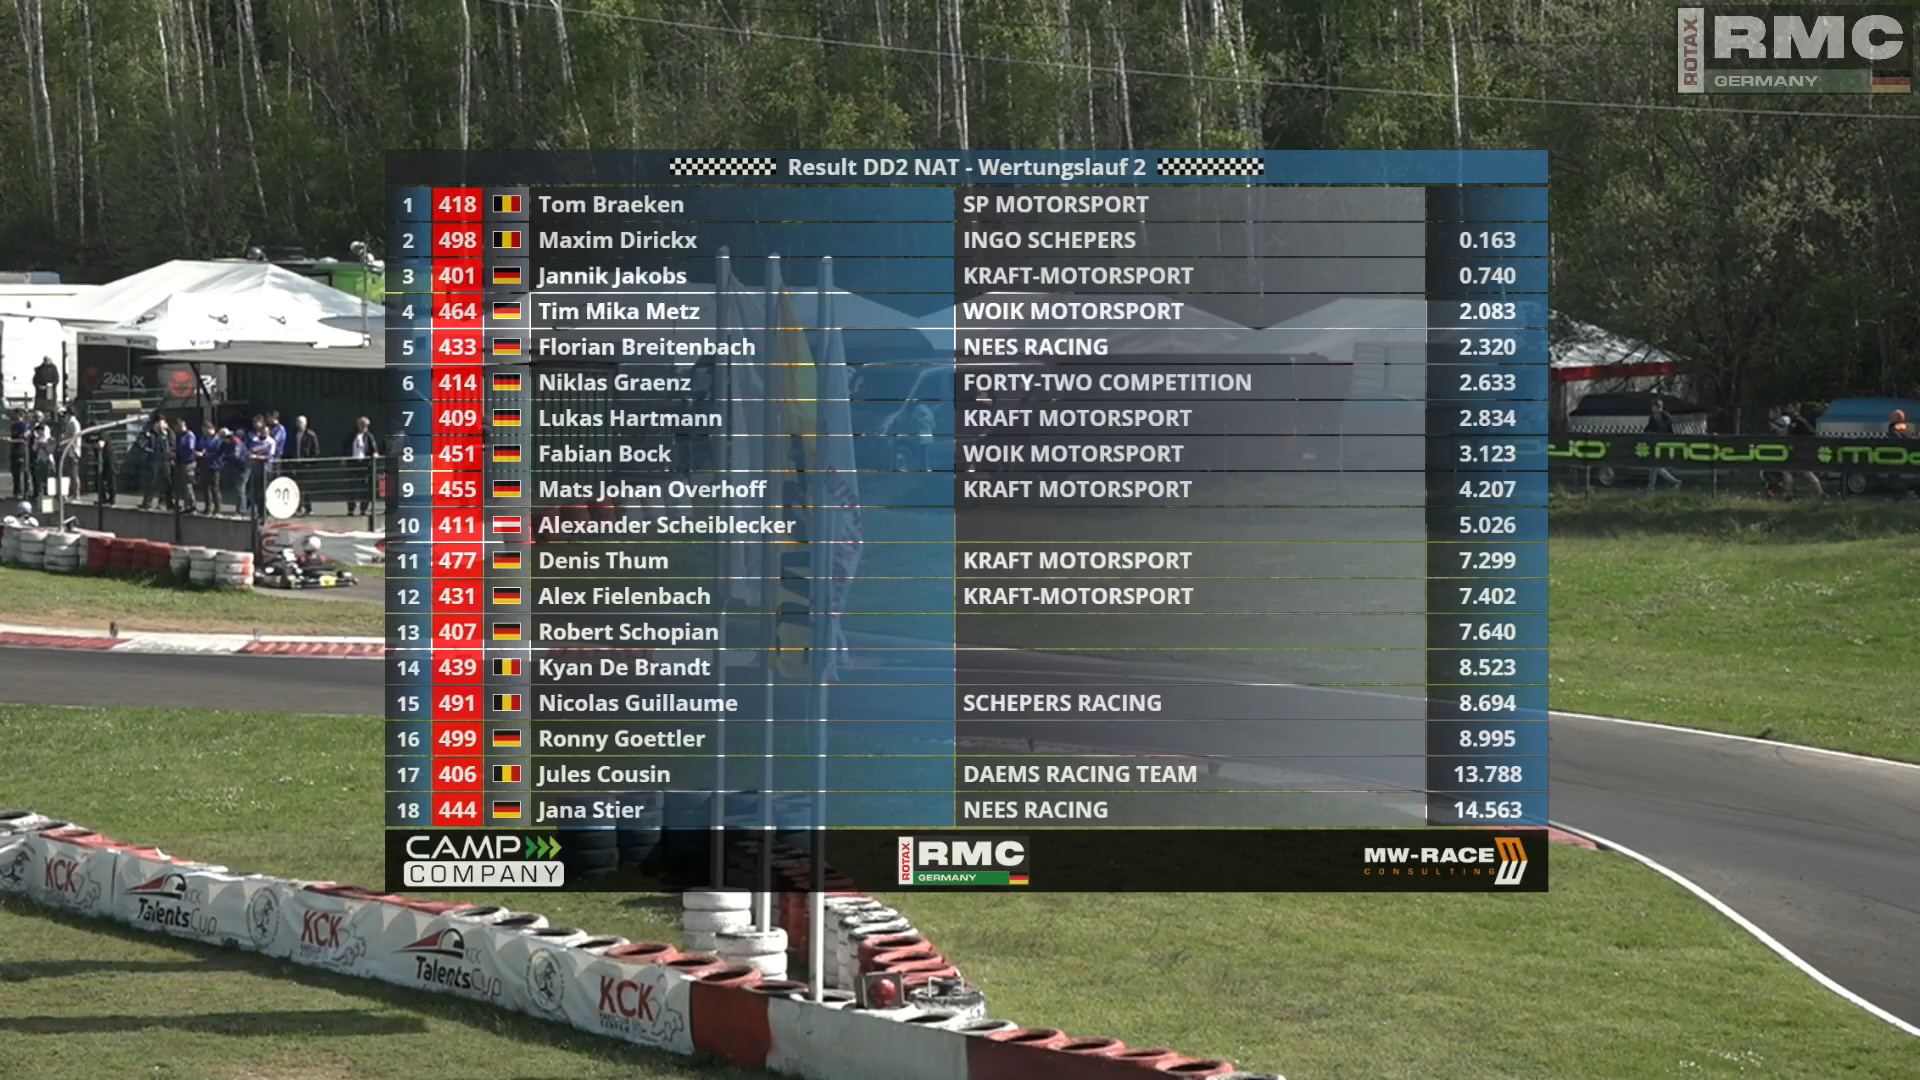 ROTAX RMC
GERMANY
Result DD2 NAT - Wertungslauf 2
1 418 Tom Braeken SP MOTORSPORT
2 498 Maxim Dirickx INGO SCHEPERS 0.163
3 401 Jannik Jakobs KRAFT-MOTORSPORT 0.740
4 464 Tim Mika Metz WOIK MOTORSPORT 2.083
5 433 Florian Breitenbach NEES RACING 2.320
6 414 Niklas Graenz FORTY-TWO COMPETITION 2.633
7 409 Lukas Hartmann KRAFT MOTORSPORT 2.834
8 451 Fabian Bock WOIK MOTORSPORT 3.123
9 455 Mats Johan Overhoff KRAFT MOTORSPORT 4.207
10 411 Alexander Scheiblecker 5.026
11 477 Denis Thum KRAFT MOTORSPORT 7.299
12 431 Alex Fielenbach KRAFT-MOTORSPORT 7.402
13 407 Robert Schopian 7.640
14 439 Kyan De Brandt 8.523
15 491 Nicolas Guillaume SCHEPERS RACING 8.694
16 499 Ronny Goettler 8.995
17 406 Jules Cousin DAEMS RACING TEAM 13.788
18 444 Jana Stier NEES RACING 14.563
CAMP
COMPANY
ROTAX RMC
GERMANY
MW-RACE
CONSULTING
#MOJO
20
KCK
KCK
TalentsCup
KCK
KCK
TalentsCup
KCK